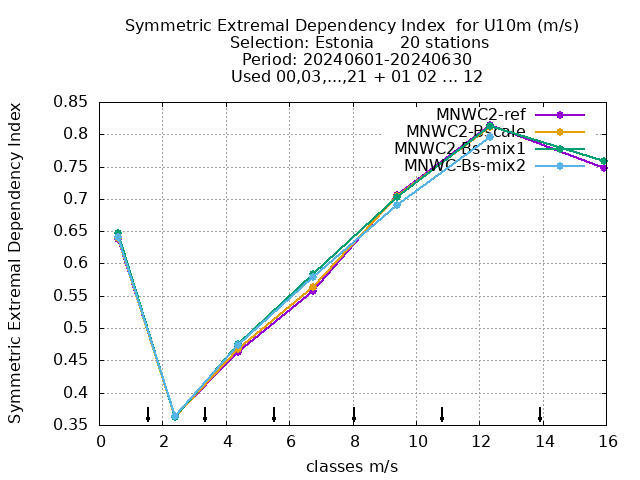 Symmetric Extremal Dependency Index  for U10m (m/s)
Selection: Estonia     20 stations
Period: 20240601-20240630
Used 00,03,...,21 + 01 02 ... 12
Symmetric Extremal Dependency Index
0.85
0.8
0.75
0.7
0.65
0.6
0.55
0.5
0.45
0.4
0.35
MNWC2-ref
MNWC2-Bscale
MNWC2-Bs-mix1
MNWC-Bs-mix2
0 2 4 6 8 10 12 14 16
classes m/s